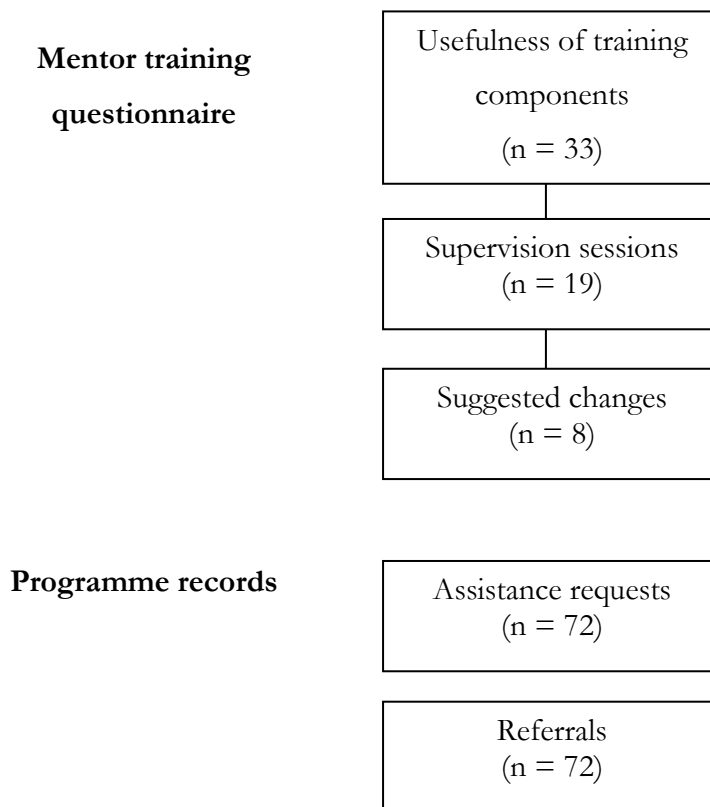 Mentor training
questionnaire
Usefulness of training
components
(n = 33)
Supervision sessions
(n = 19)
Suggested changes
(n = 8)
Programme records
Assistance requests
(n = 72)
Referrals
(n = 72)